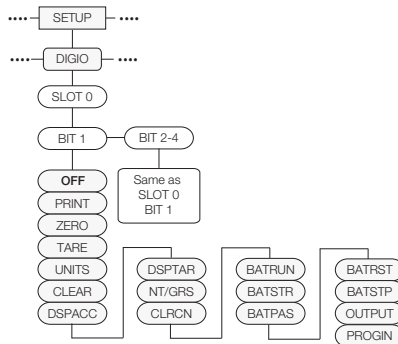 SETUP
DIGIO
SLOT 0
BIT 1
BIT 2-4
Same as
SLOT 0
BIT 1
OFF
PRINT
ZERO
TARE
UNITS
CLEAR
DSPACC
DSPTAR
NT/GRS
CLRCN
BATRUN
BATSTR
BATPAS
BATRST
BATSTP
OUTPUT
PROGIN